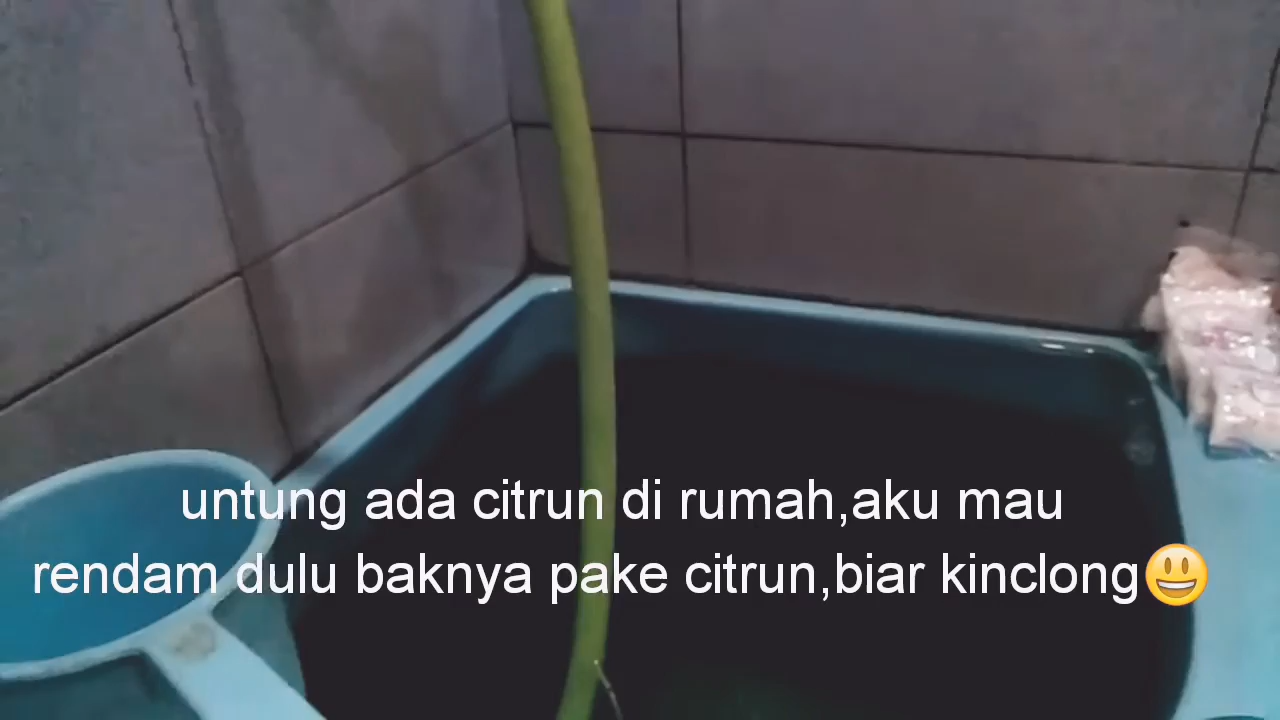 untung ada citrun di rumah,aku mau
rendam dulu baknya pake citrun,biar kinclong😃